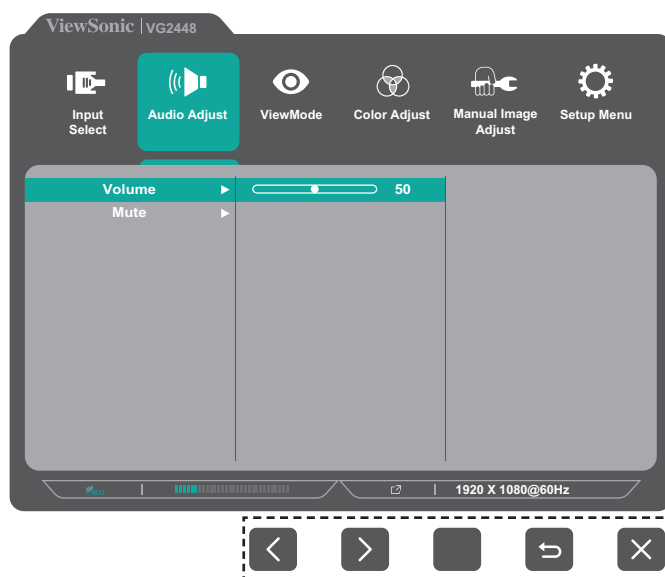 ViewSonic | VG2448
Input Select
Audio Adjust
ViewMode
Color Adjust
Manual Image Adjust
Setup Menu
Volume
50
Mute
eco
1920 X 1080@60Hz